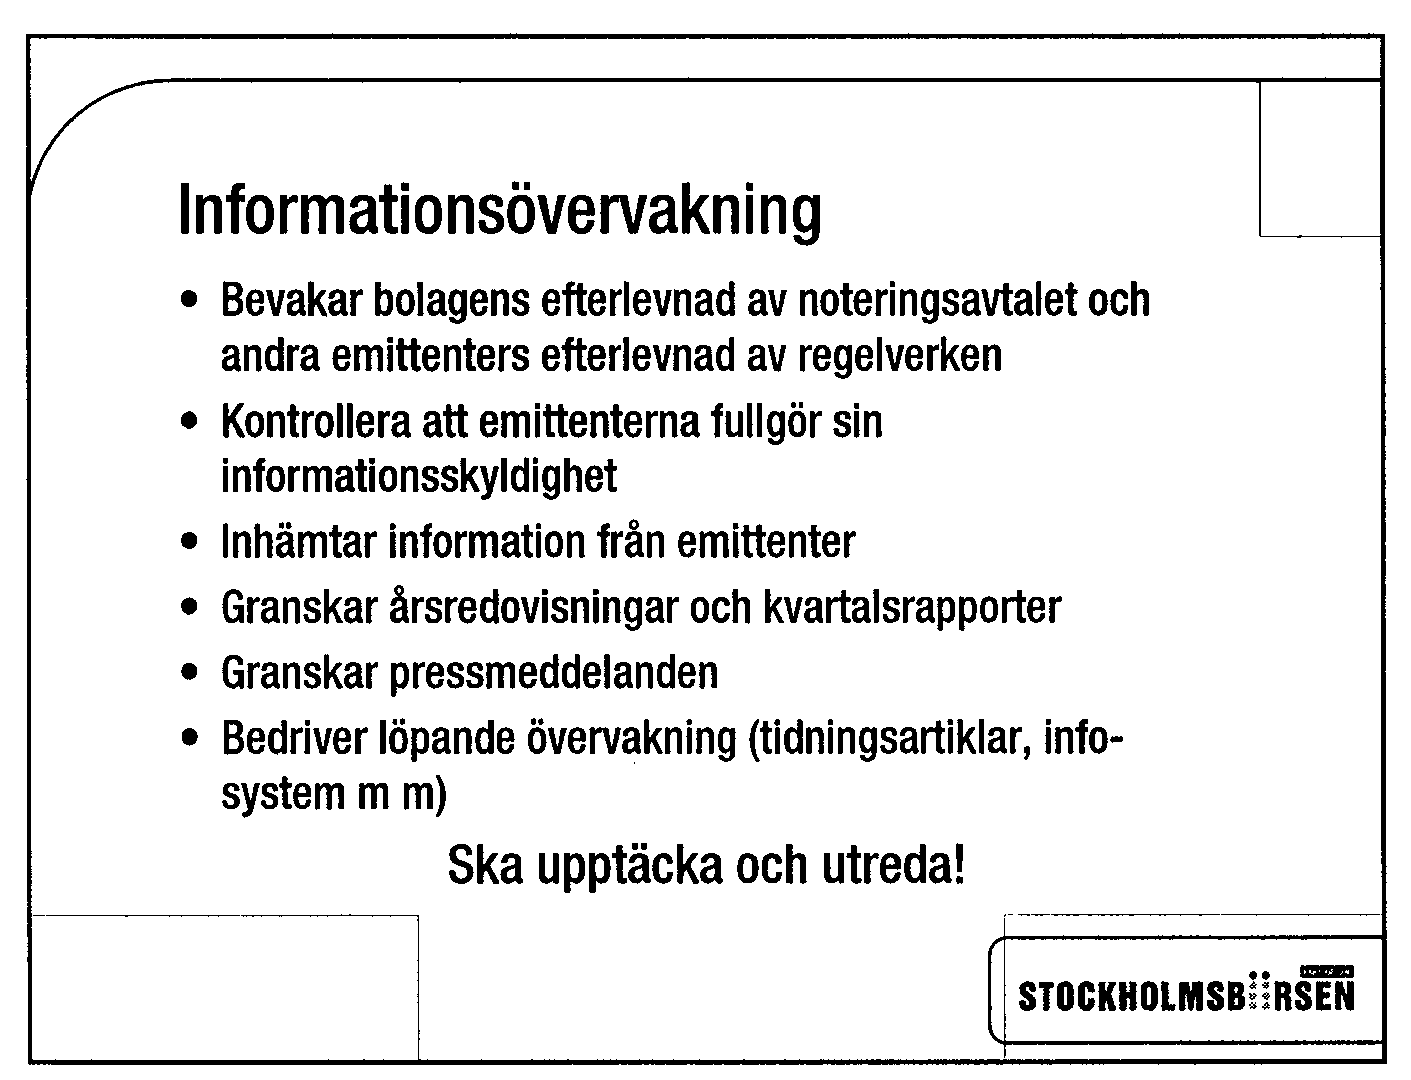 Informationsövervakning
• Bevakar bolagens efterlevnad av noteringsavtalet och
andra emittenters efterlevnad av regelverken
• Kontrollera att emittenterna fullgör sin
informationsskyldighet
• Inhämtar information från emittenter
• Granskar årsredovisningar och kvartalsrapporter
• Granskar pressmeddelanden
• Bedriver löpande övervakning (tidningsartiklar, info-
system m m)
Ska upptäcka och utreda!
STOCKHOLMSBÖRSEN